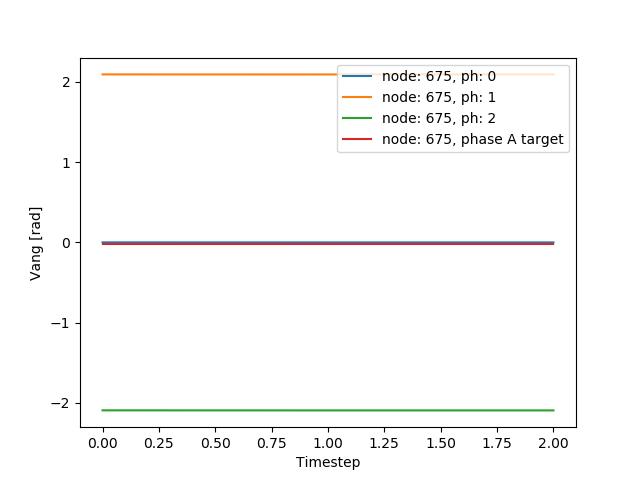 node: 675, ph: 0
node: 675, ph: 1
node: 675, ph: 2
node: 675, phase A target
Vang [rad]
2
1
0
−1
−2
0.00 0.25 0.50 0.75 1.00 1.25 1.50 1.75 2.00
Timestep